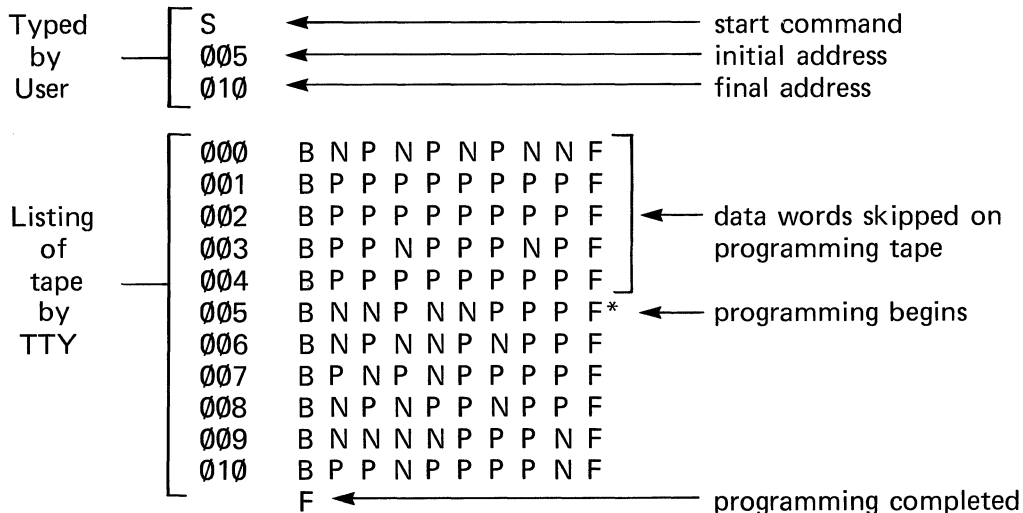 Typed S start command
by ØØ5 initial address
User Ø1Ø final address
ØØØ B N P N P N P N N F
ØØ1 B P P P P P P P P F
Listing ØØ2 B P P P P P P P P F data words skipped on
of ØØ3 B P P N P P P N P F programming tape
tape ØØ4 B P P P P P P P P F
by ØØ5 B N N P N N P P P F* programming begins
TTY ØØ6 B N P N N P N P P F
ØØ7 B P N P N P P P P F
ØØ8 B N P N P P N P P F
ØØ9 B N N N N P P P N F
Ø1Ø B P P N P P P P N F
F programming completed